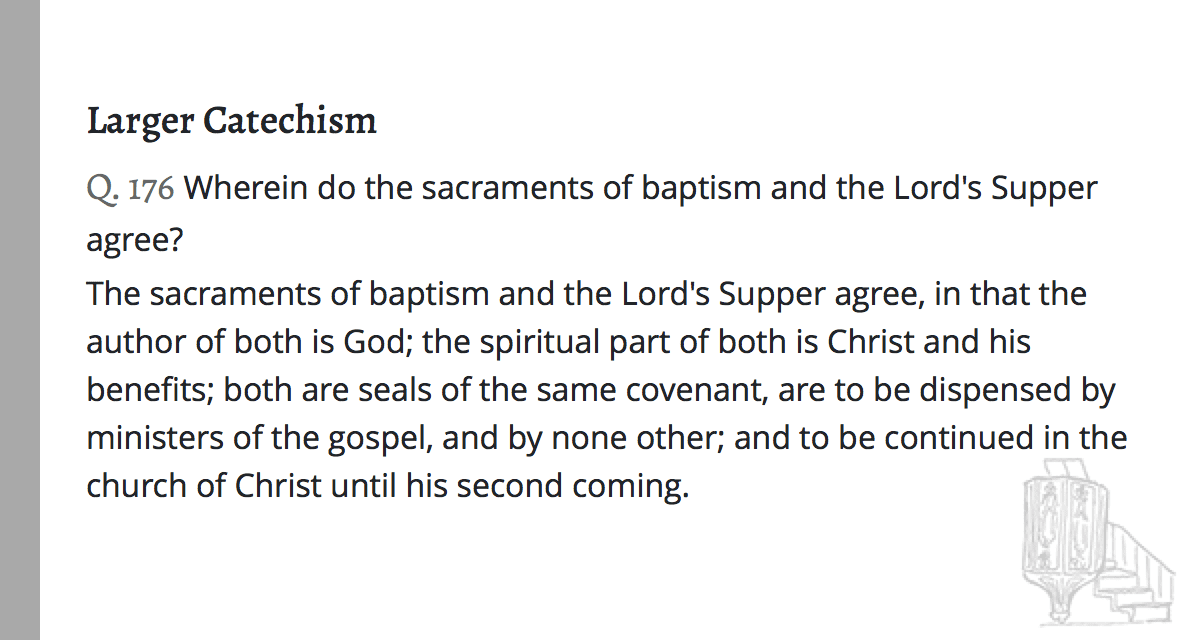 Larger Catechism
Q. 176 Wherein do the sacraments of baptism and the Lord's Supper
agree?
The sacraments of baptism and the Lord's Supper agree, in that the
author of both is God; the spiritual part of both is Christ and his
benefits; both are seals of the same covenant, are to be dispensed by
ministers of the gospel, and by none other; and to be continued in the
church of Christ until his second coming.